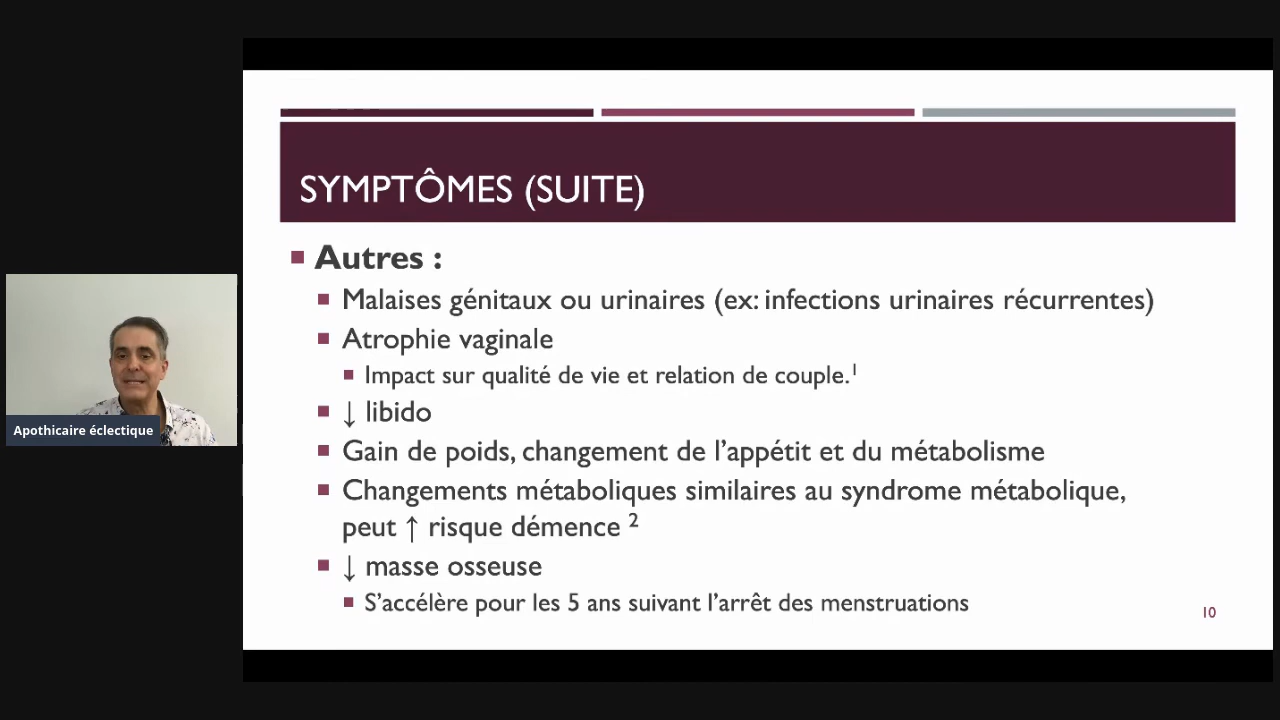 SYMPTÔMES (SUITE)
Autres :
Malaises génitaux ou urinaires (ex: infections urinaires récurrentes)
Atrophie vaginale
Impact sur qualité de vie et relation de couple.¹
↓ libido
Gain de poids, changement de l'appétit et du métabolisme
Changements métaboliques similaires au syndrome métabolique,
peut ↑ risque démence ²
↓ masse osseuse
S'accélère pour les 5 ans suivant l'arrêt des menstruations
10
Apothicaire éclectique